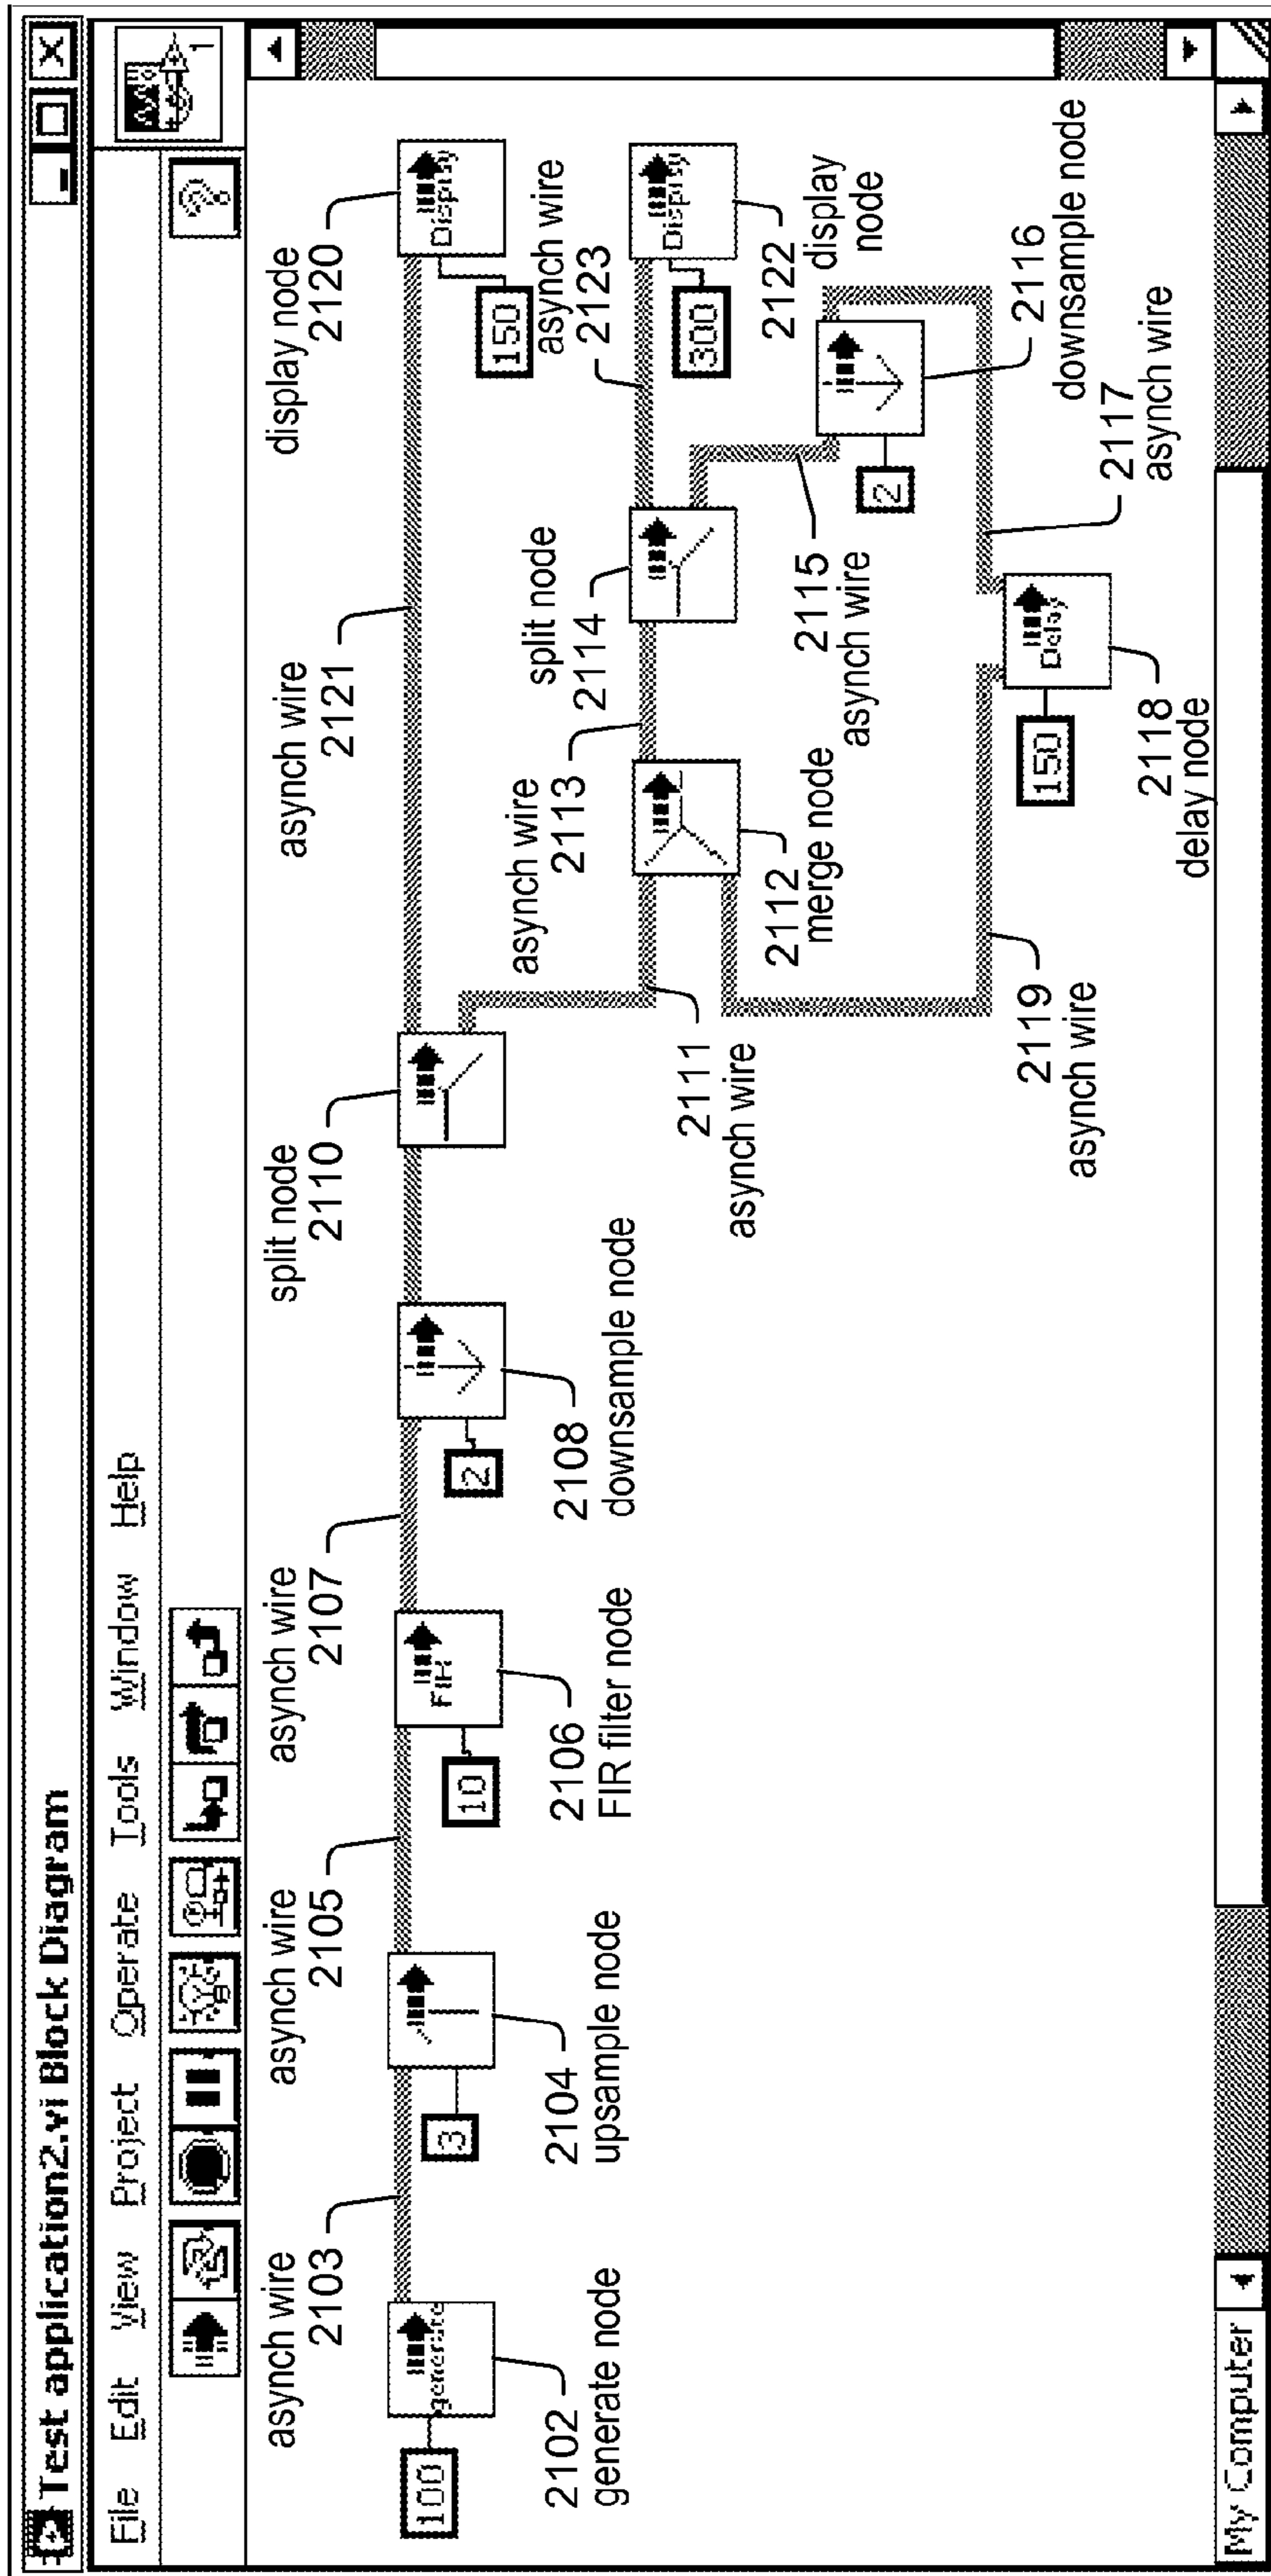 Test application2.vi Block Diagram
File Edit View Project Operate Tools Window Help
1
asynch wire
2103
asynch wire
2105
asynch wire
2107
split node
2110
asynch wire
2121
display node
2120
100
generate
2102
generate node
3
2104
upsample node
10
FIR
2106
FIR filter node
2
2108
downsample node
Display
150
asynch wire
2123
split node
2114
asynch wire
2113
Display
300
2122
display
node
2111
asynch wire
2112
merge node
2115
asynch wire
2
2116
downsample node
2117
asynch wire
2119
asynch wire
150
Delay
2118
delay node
My Computer